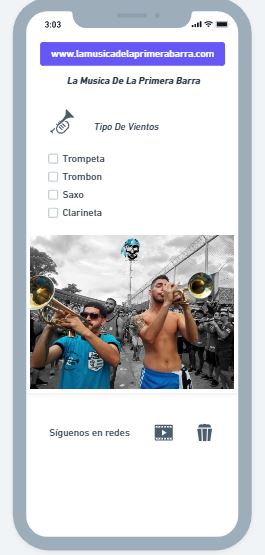 3:03
www.lamusicadelaprimerabarra.com
La Musica De La Primera Barra
Tipo De Vientos
Trompeta
Trombon
Saxo
Clarineta
Síguenos en redes